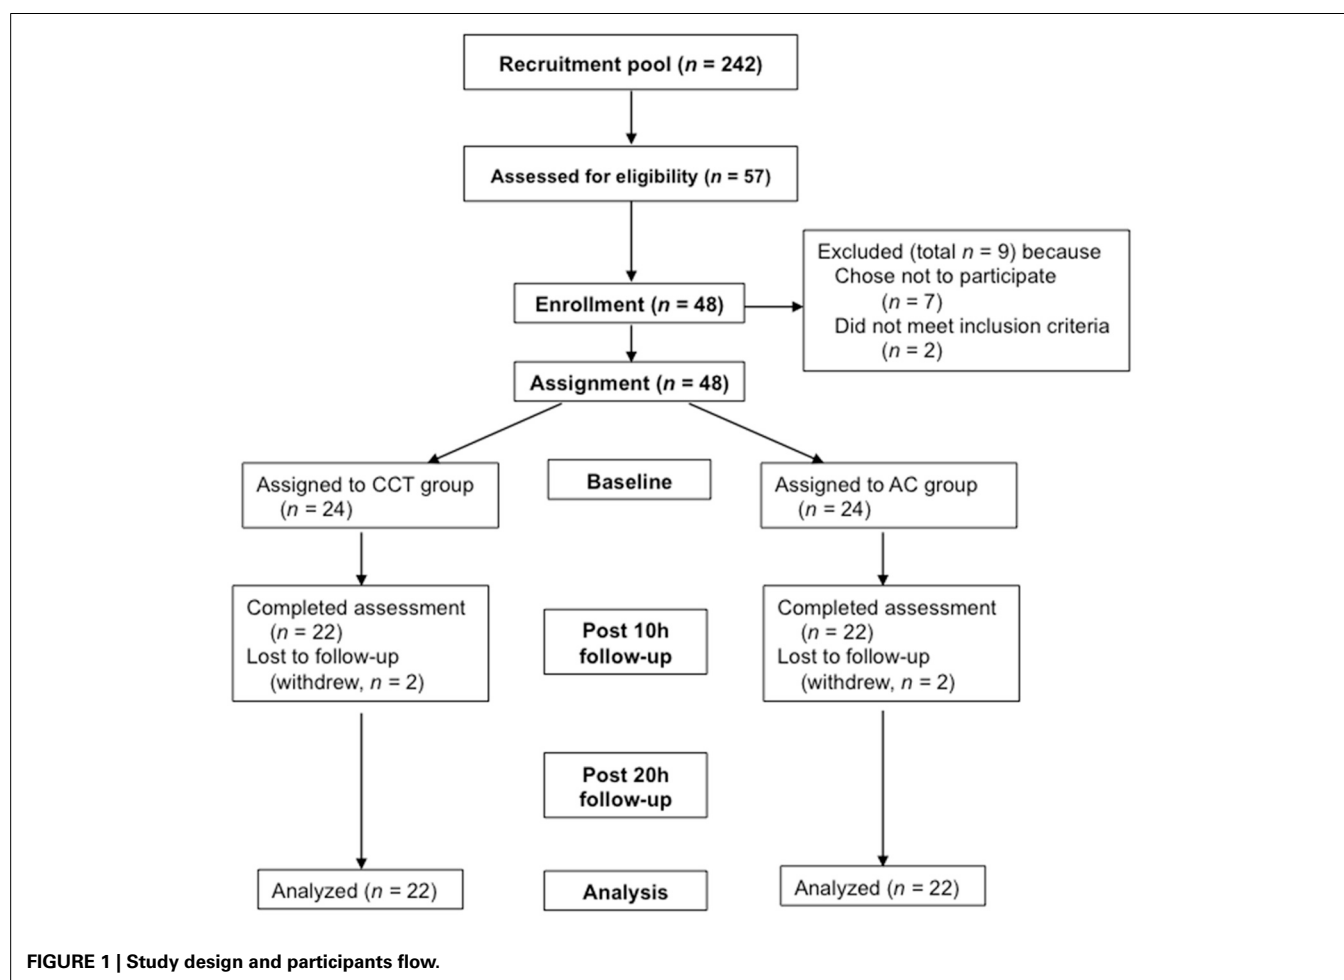 Recruitment pool (n = 242)
Assessed for eligibility (n = 57)
Excluded (total n = 9) because
Chose not to participate
(n = 7)
Did not meet inclusion criteria
(n = 2)
Enrollment (n = 48)
Assignment (n = 48)
Assigned to CCT group
(n = 24)
Baseline
Assigned to AC group
(n = 24)
Completed assessment
(n = 22)
Lost to follow-up
(withdrew, n = 2)
Post 10h
follow-up
Completed assessment
(n = 22)
Lost to follow-up
(withdrew, n = 2)
Post 20h
follow-up
Analyzed (n = 22)
Analysis
Analyzed (n = 22)
FIGURE 1 | Study design and participants flow.